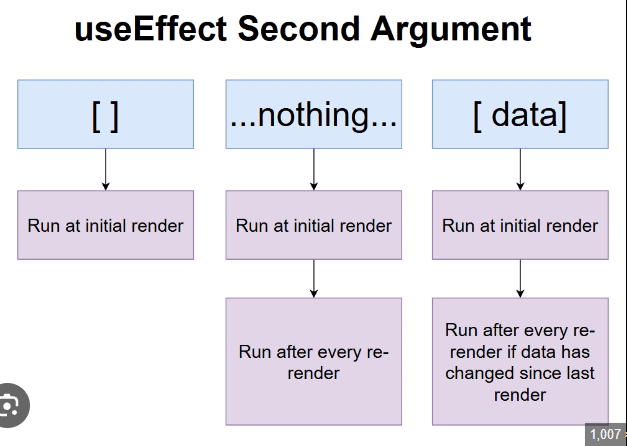 useEffect Second Argument
[ ]
...nothing...
[ data]
Run at initial render
Run at initial render
Run at initial render
Run after every re-
render
Run after every re-
render if data has
changed since last
render
1,007 ×